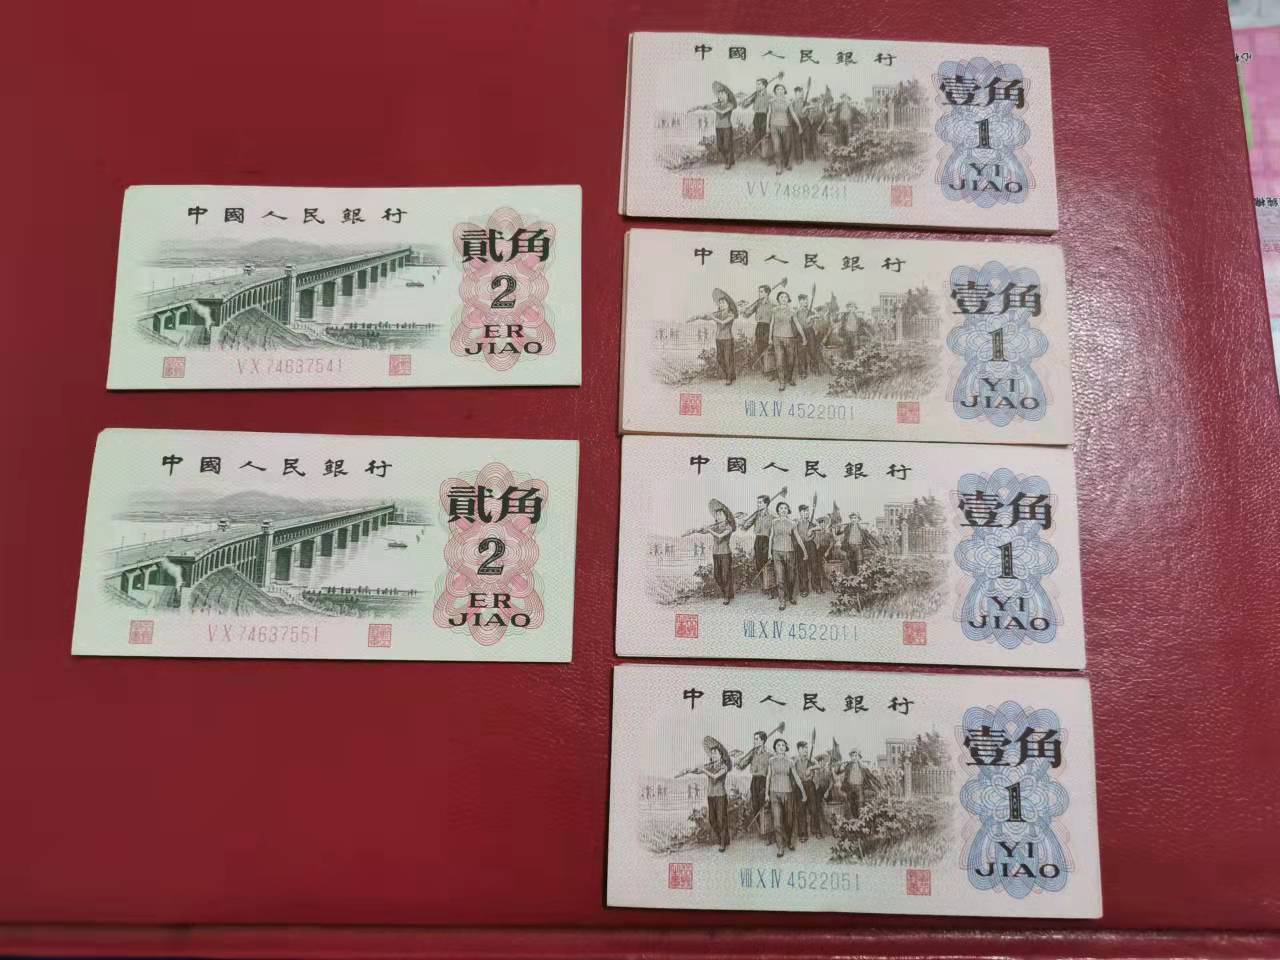 中國人民銀行
貳角
2
ER
JIAO
VX 74637541
中國人民銀行
貳角
2
ER
JIAO
VX 74637551
中國人民銀行
壹角
1
YI
JIAO
VV 74882431
中國人民銀行
壹角
1
YI
JIAO
Ⅷ X Ⅳ 4522001
中國人民銀行
壹角
1
YI
JIAO
Ⅷ X Ⅳ 4522011
中國人民銀行
壹角
1
YI
JIAO
Ⅷ X Ⅳ 4522051